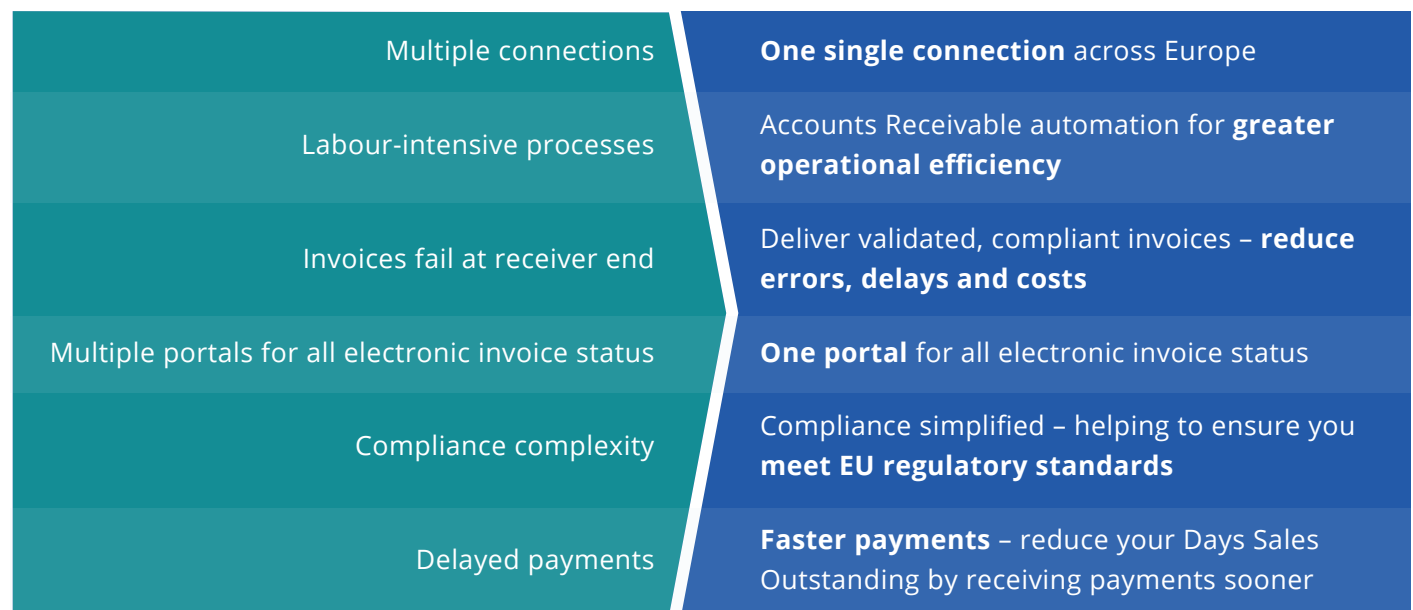 Multiple connections
One single connection across Europe
Labour-intensive processes
Accounts Receivable automation for greater
operational efficiency
Invoices fail at receiver end
Deliver validated, compliant invoices – reduce
errors, delays and costs
Multiple portals for all electronic invoice status
One portal for all electronic invoice status
Compliance complexity
Compliance simplified – helping to ensure you
meet EU regulatory standards
Delayed payments
Faster payments – reduce your Days Sales
Outstanding by receiving payments sooner